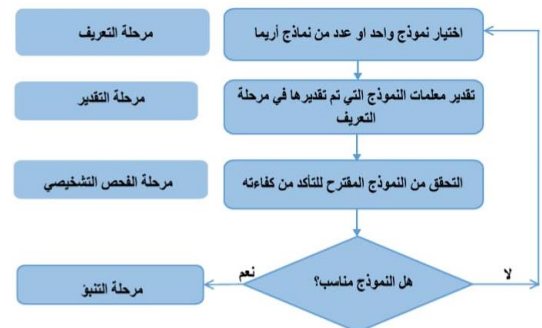 مرحلة التعريف
اختيار نموذج واحد او عدد من نماذج أريما
مرحلة التقدير
تقدير معلمات النموذج التي تم تقديرها في مرحلة
التعريف
مرحلة الفحص التشخيصي
التحقق من النموذج المقترح للتأكد من كفاءته
هل النموذج مناسب؟
لا
نعم
مرحلة التنبؤ